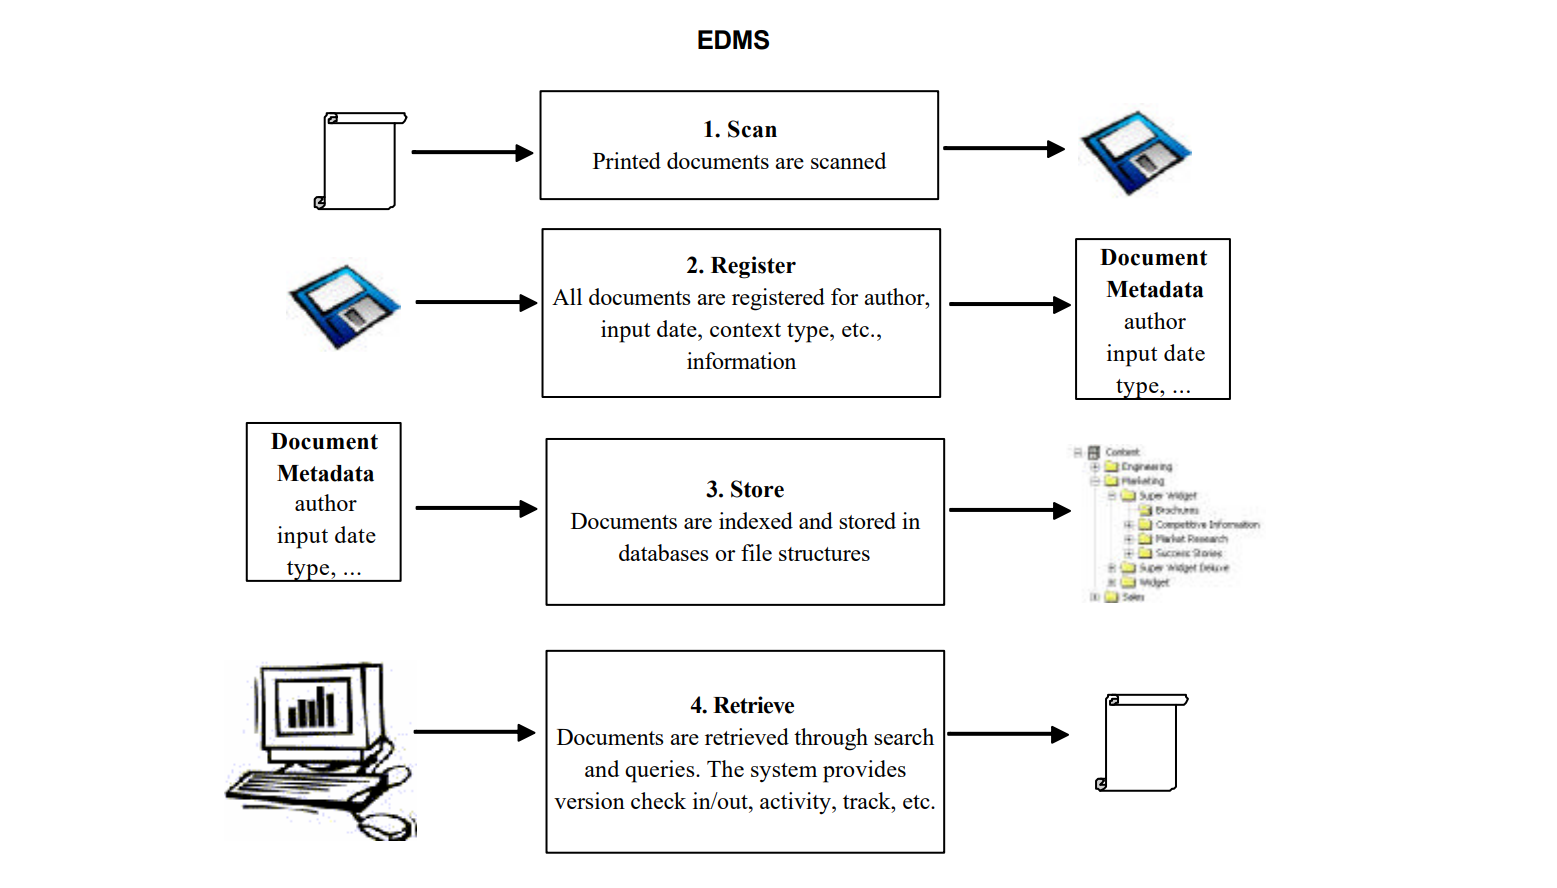 EDMS
1. Scan
Printed documents are scanned
2. Register
All documents are registered for author,
input date, context type, etc.,
information
Document
Metadata
author
input date
type, ...
Document
Metadata
author
input date
type, ...
3. Store
Documents are indexed and stored in
databases or file structures
Content
Engineering
Marketing
Super Widget
Brochures
Competitive Information
Market Research
Success Stories
Super Widget Deluxe
Widget
Sales
4. Retrieve
Documents are retrieved through search
and queries. The system provides
version check in/out, activity, track, etc.